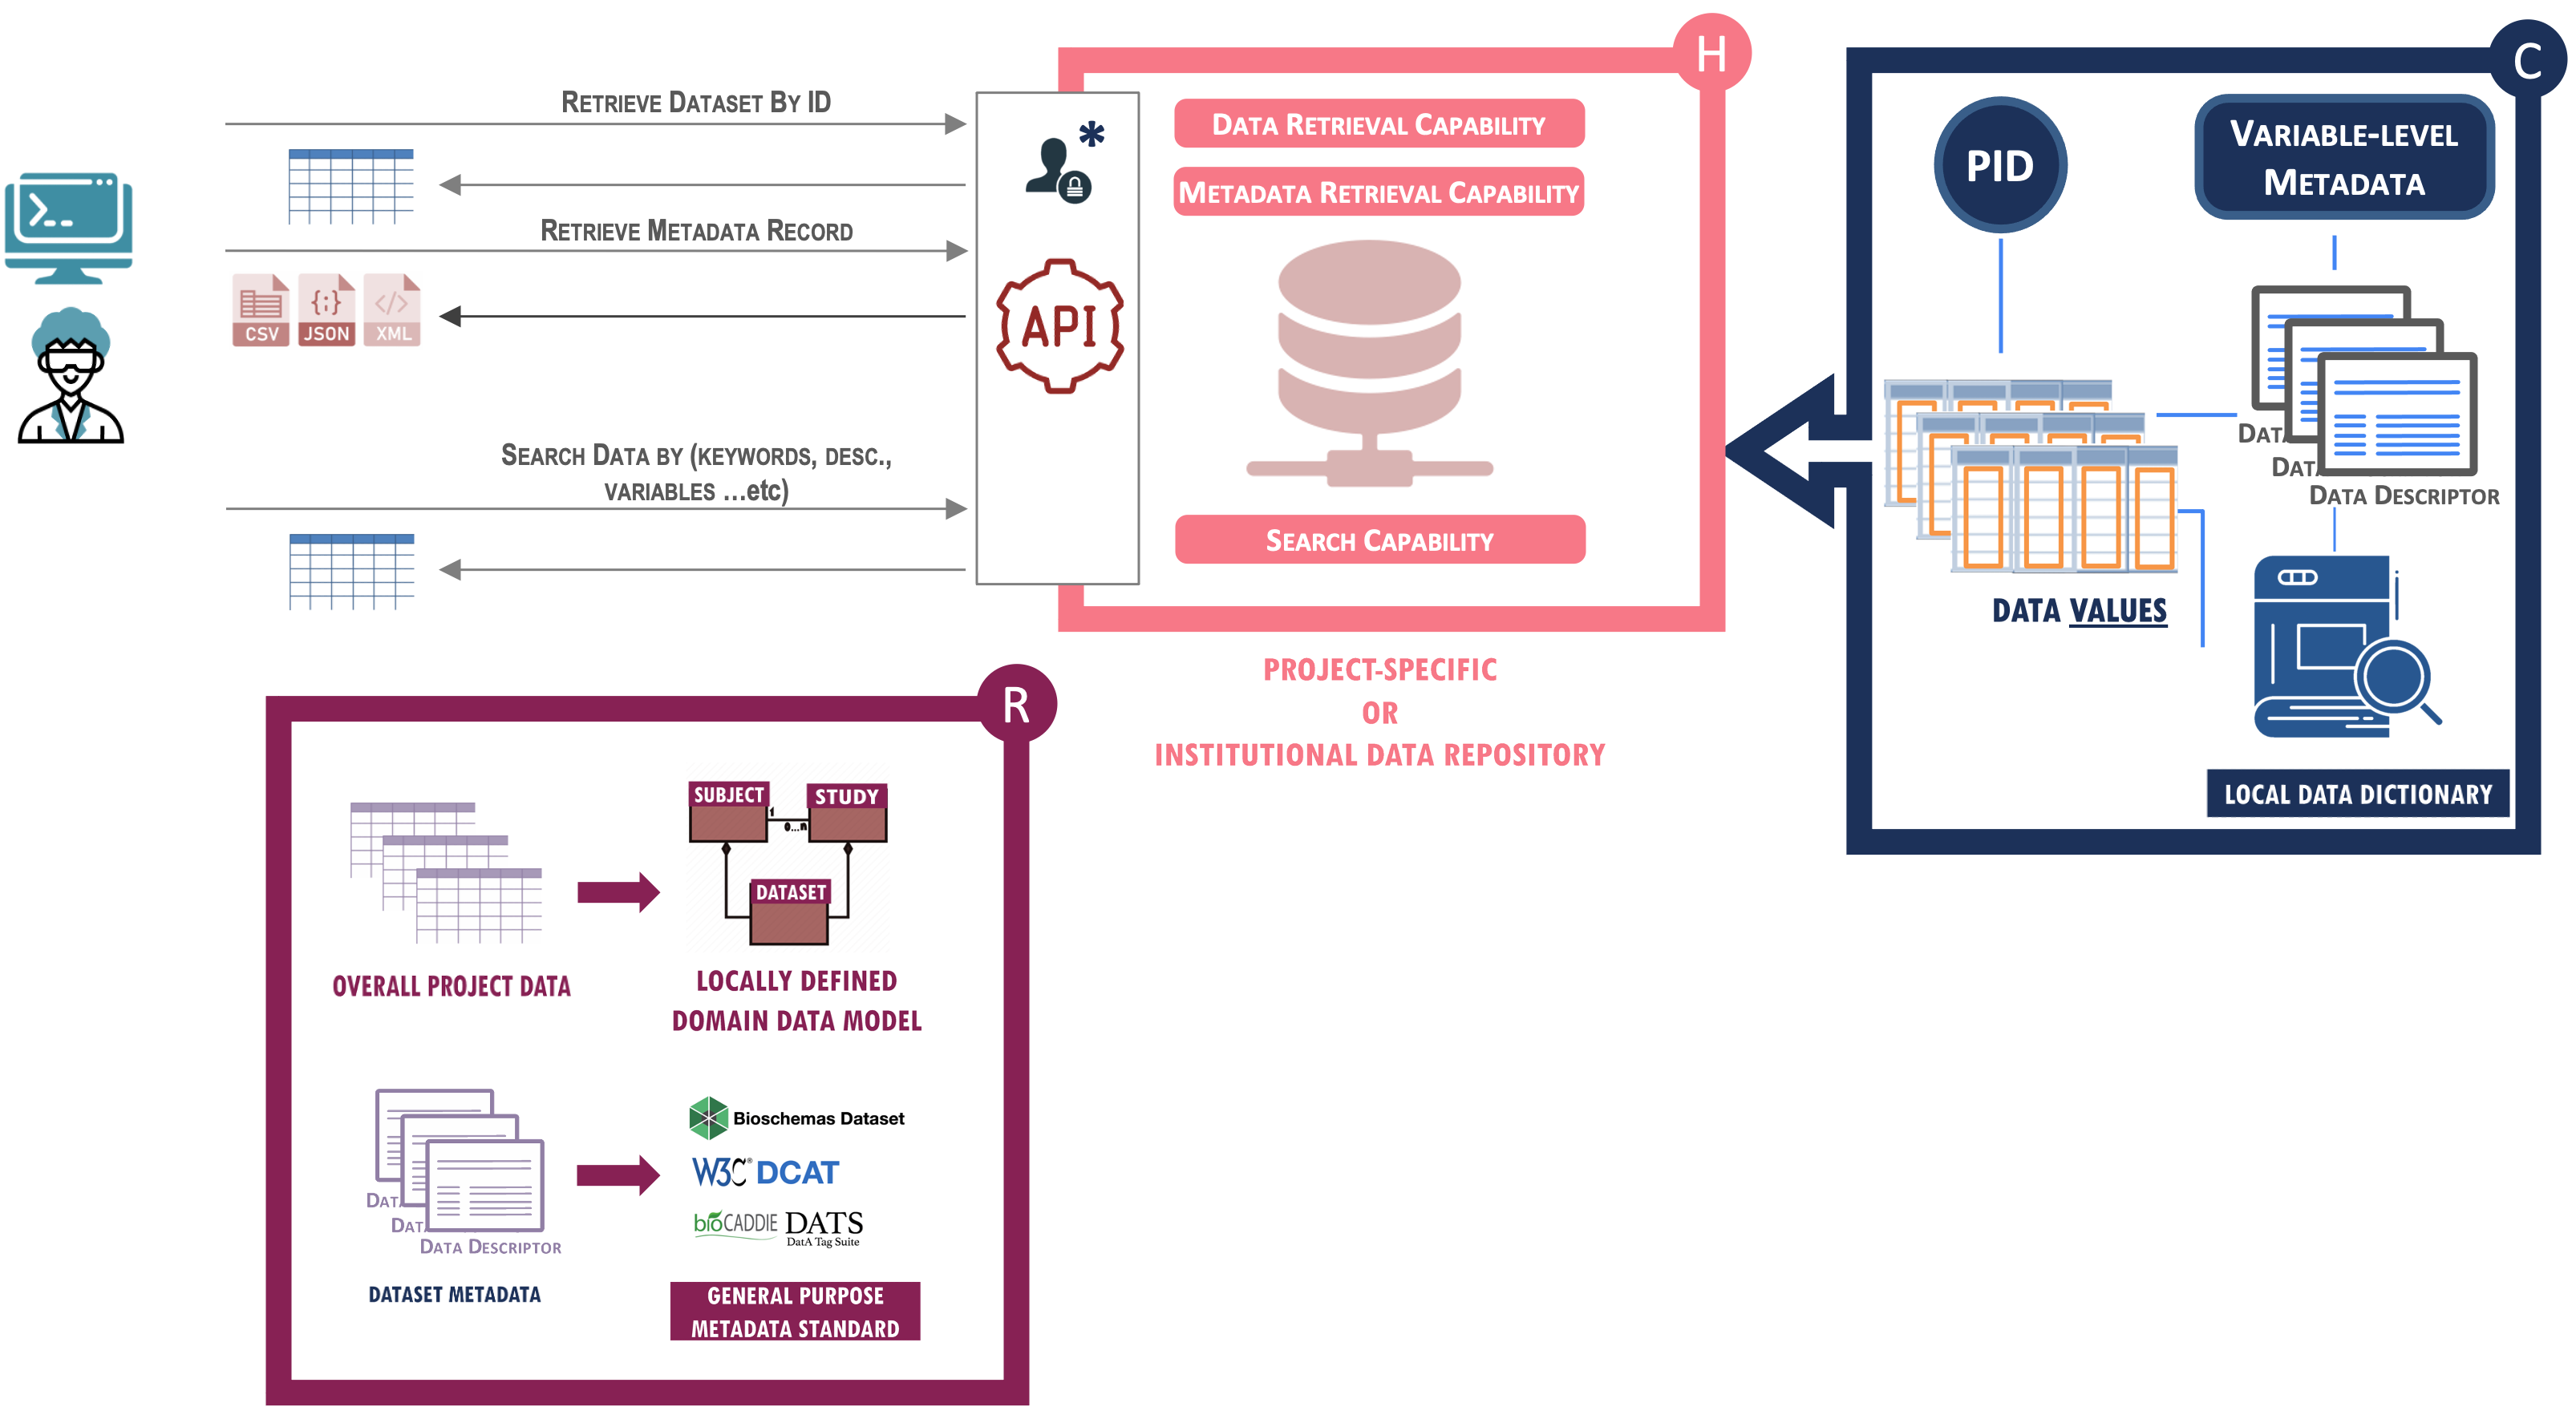 RETRIEVE DATASET BY ID
RETRIEVE METADATA RECORD
CSV
JSON
XML
SEARCH DATA BY (KEYWORDS, DESC.,
VARIABLES ...etc)
*
API
H
DATA RETRIEVAL CAPABILITY
METADATA RETRIEVAL CAPABILITY
SEARCH CAPABILITY
PROJECT-SPECIFIC
OR
INSTITUTIONAL DATA REPOSITORY
C
PID
VARIABLE-LEVEL
METADATA
DAT
DAT
DATA DESCRIPTOR
DATA VALUES
i
LOCAL DATA DICTIONARY
R
SUBJECT
STUDY
1
0...n
DATASET
OVERALL PROJECT DATA
LOCALLY DEFINED
DOMAIN DATA MODEL
DAT
DAT
DATA DESCRIPTOR
DATASET METADATA
Bioschemas Dataset
W3C® DCAT
bioCADDIE DATS
DatA Tag Suite
GENERAL PURPOSE
METADATA STANDARD